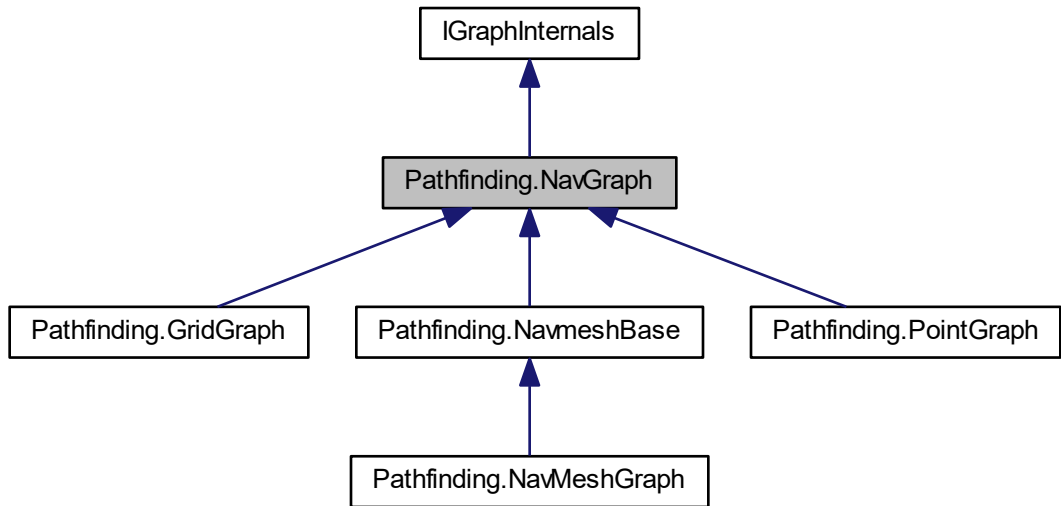 IGraphInternals
Pathfinding.NavGraph
Pathfinding.GridGraph
Pathfinding.NavmeshBase
Pathfinding.PointGraph
Pathfinding.NavMeshGraph